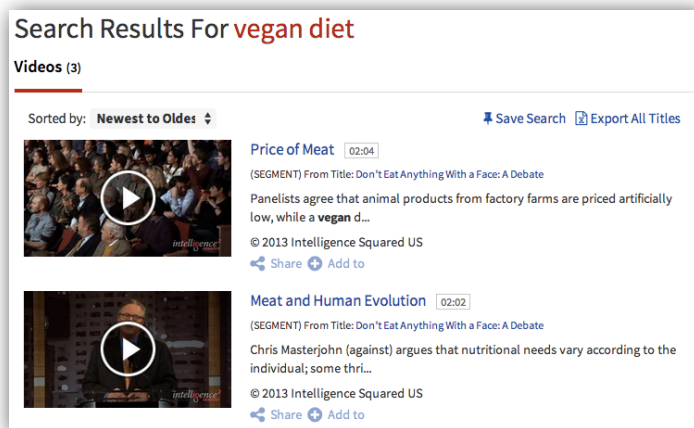 Search Results For vegan diet
Videos (3)
Sorted by: Newest to Oldes
Save Search Export All Titles
Price of Meat 02:04
(SEGMENT) From Title: Don't Eat Anything With a Face: A Debate
Panelists agree that animal products from factory farms are priced artificially
low, while a vegan d...
© 2013 Intelligence Squared US
Share Add to
intelligence²
Meat and Human Evolution 02:02
(SEGMENT) From Title: Don't Eat Anything With a Face: A Debate
Chris Masterjohn (against) argues that nutritional needs vary according to the
individual; some thri...
© 2013 Intelligence Squared US
Share Add to
intelligence²